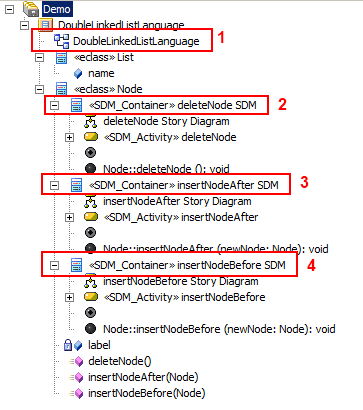 Demo
DoubleLinkedListLanguage
DoubleLinkedListLanguage 1
«eclass» List
name
«eclass» Node
«SDM_Container» deleteNode SDM 2
deleteNode Story Diagram
«SDM_Activity» deleteNode
Node::deleteNode (): void
«SDM_Container» insertNodeAfter SDM 3
insertNodeAfter Story Diagram
«SDM_Activity» insertNodeAfter
Node::insertNodeAfter (newNode: Node): void
«SDM_Container» insertNodeBefore SDM 4
insertNodeBefore Story Diagram
«SDM_Activity» insertNodeBefore
Node::insertNodeBefore (newNode: Node): void
label
deleteNode()
insertNodeAfter(Node)
insertNodeBefore(Node)